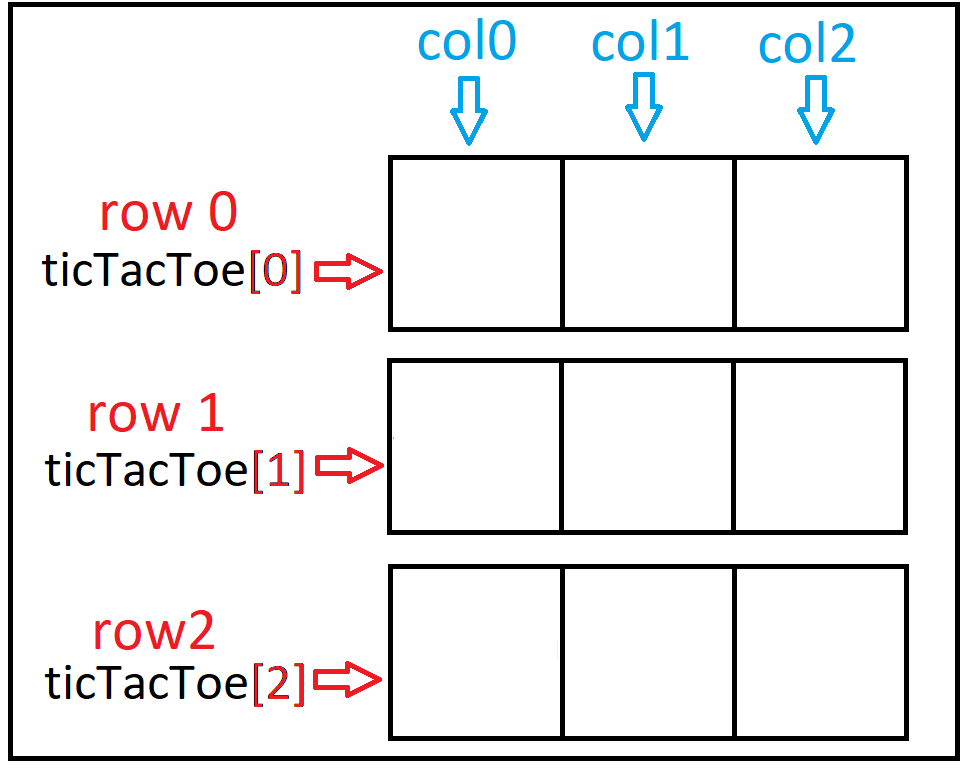 col0 col1 col2
row 0
ticTacToe[0]
row 1
ticTacToe[1]
row2
ticTacToe[2]